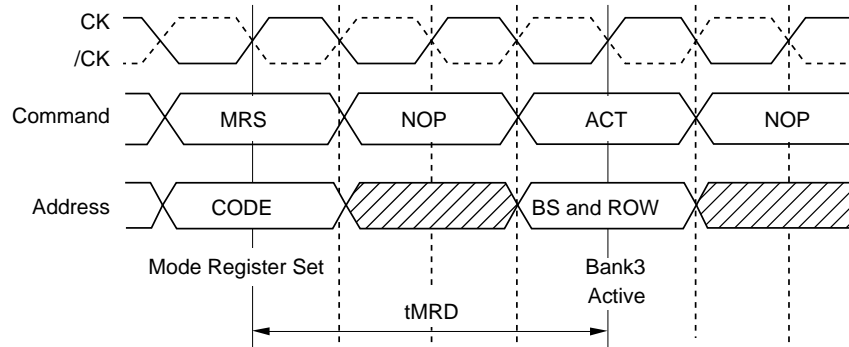 CK
/CK
Command MRS NOP ACT NOP
Address CODE BS and ROW
Mode Register Set Bank3
Active
tMRD